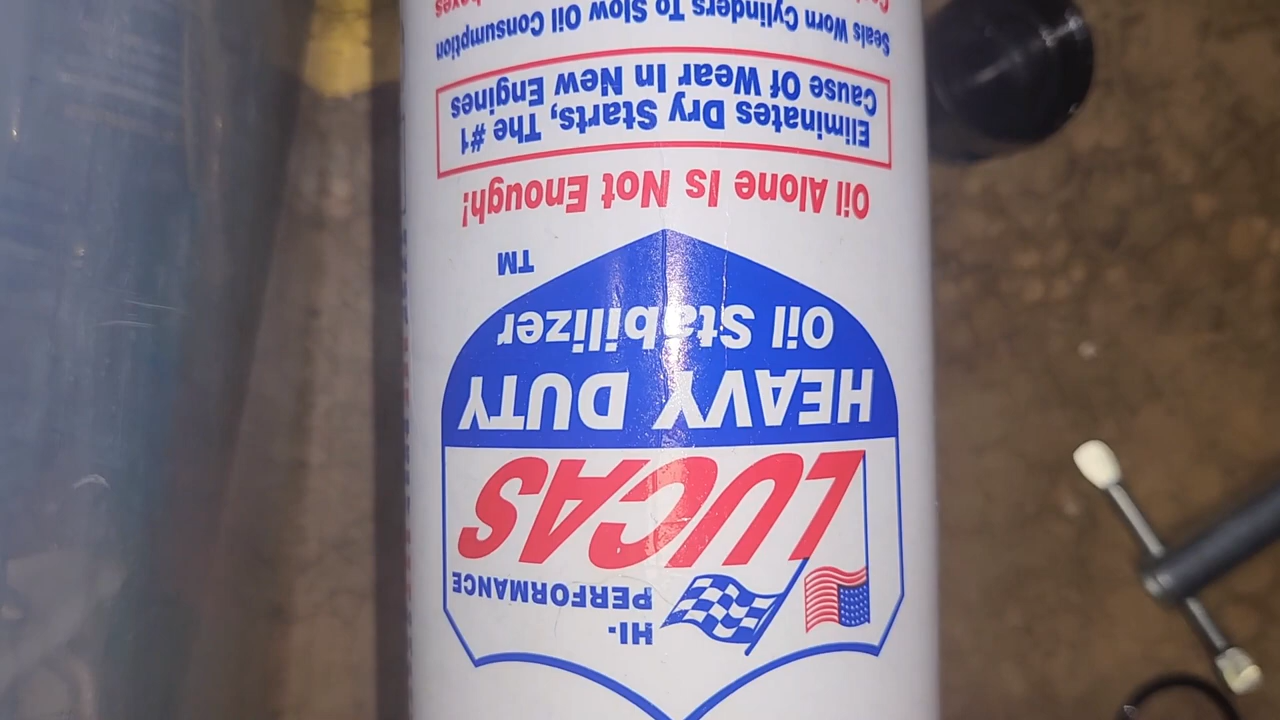 HI-
PERFORMANCE
LUCAS
HEAVY DUTY
Oil Stabilizer
TM
Oil Alone Is Not Enough!
Eliminates Dry Starts, The #1
Cause Of Wear In New Engines
Seals Worn Cylinders To Slow Oil Consumption